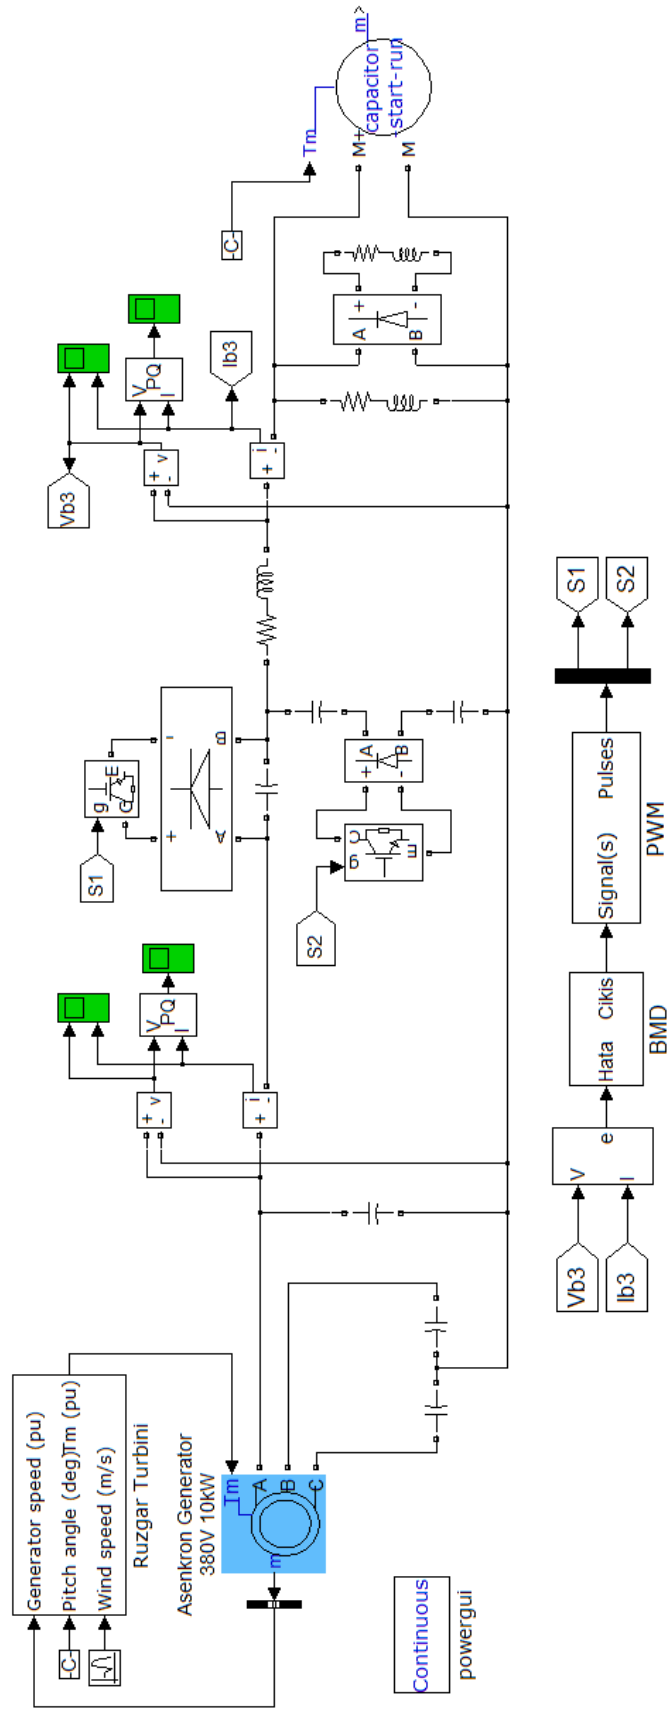 Generator speed (pu)
Pitch angle (deg)
Tm (pu)
Wind speed (m/s)
-C-
Ruzgar Turbini
Asenkron Generator
380V 10kW
Tm
m
A
B
C
Continuous
powergui
+
-
v
+
-
i
V
PQ
I
S1
g
C
E
+
-
A
B
S2
g
C
E
+
-
A
B
+
-
v
+
-
i
Vb3
V
PQ
I
Ib3
A
+
B
-
-C-
Tm
m
M+
M
capacitor
start-run
Vb3
Ib3
V
I
e
Hata
Cikis
BMD
Signal(s)
Pulses
PWM
S1
S2